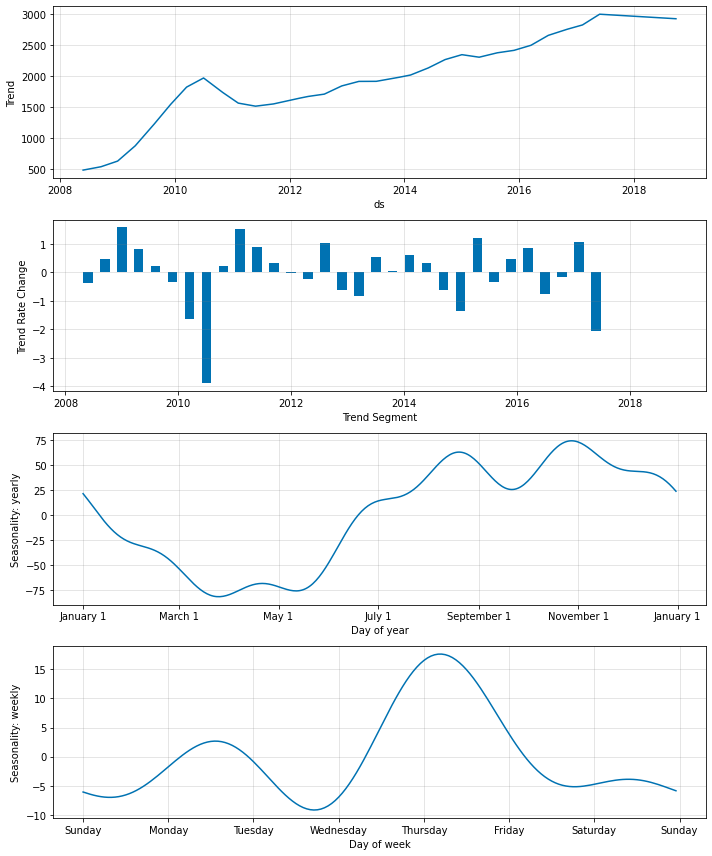 3000
2500
2000
1500
1000
500
Trend
2008 2010 2012 2014 2016 2018
ds
1
0
−1
−2
−3
−4
Trend Rate Change
2008 2010 2012 2014 2016 2018
Trend Segment
75
50
25
0
−25
−50
−75
Seasonality: yearly
January 1 March 1 May 1 July 1 September 1 November 1 January 1
Day of year
15
10
5
0
−5
−10
Seasonality: weekly
Sunday Monday Tuesday Wednesday Thursday Friday Saturday Sunday
Day of week